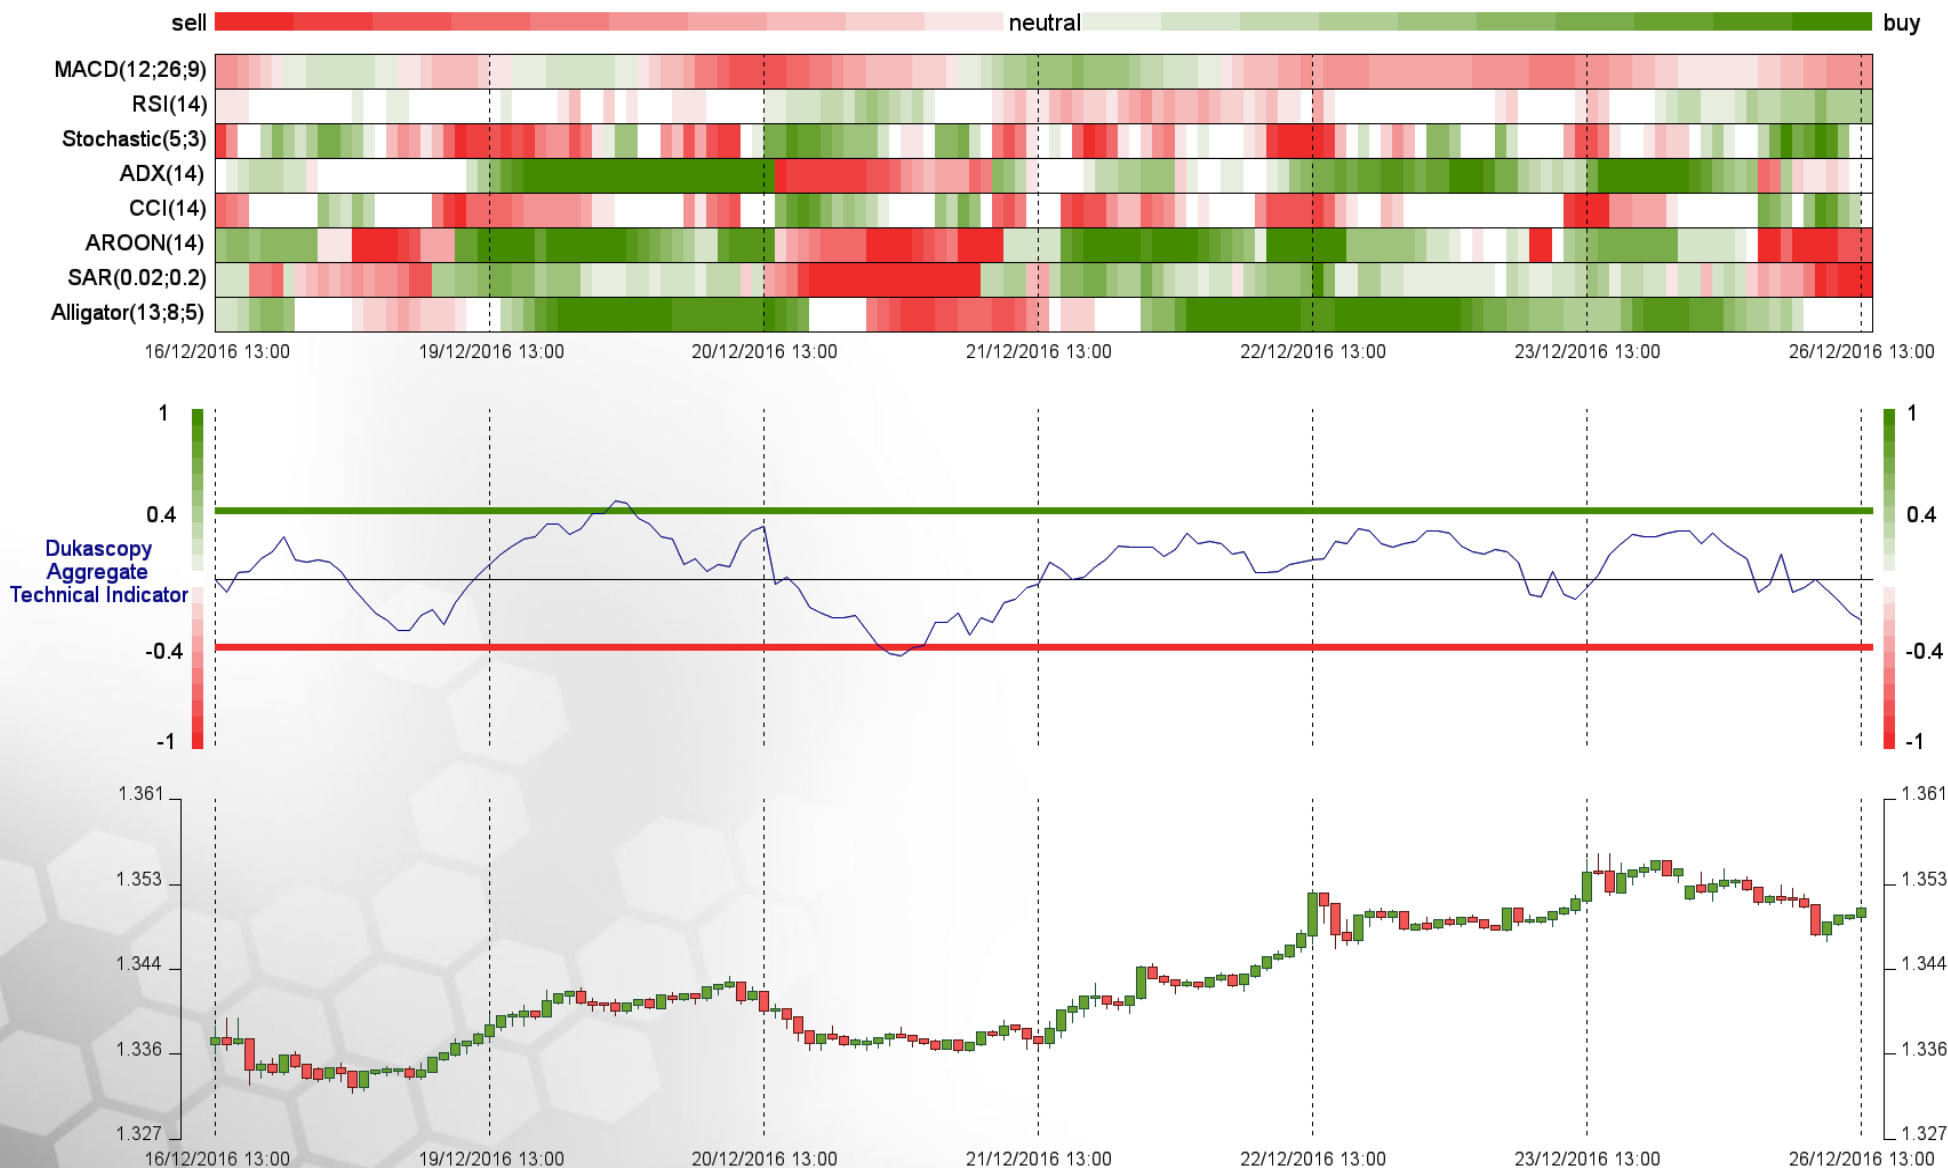 sell neutral buy
MACD(12;26;9)
RSI(14)
Stochastic(5;3)
ADX(14)
CCI(14)
AROON(14)
SAR(0.02;0.2)
Alligator(13;8;5)
16/12/2016 13:00 19/12/2016 13:00 20/12/2016 13:00 21/12/2016 13:00 22/12/2016 13:00 23/12/2016 13:00 26/12/2016 13:00
1 1
0.4 0.4
Dukascopy
Aggregate
Technical Indicator
-0.4 -0.4
-1 -1
1.361 1.361
1.353 1.353
1.344 1.344
1.336 1.336
1.327 1.327
16/12/2016 13:00 19/12/2016 13:00 20/12/2016 13:00 21/12/2016 13:00 22/12/2016 13:00 23/12/2016 13:00 26/12/2016 13:00